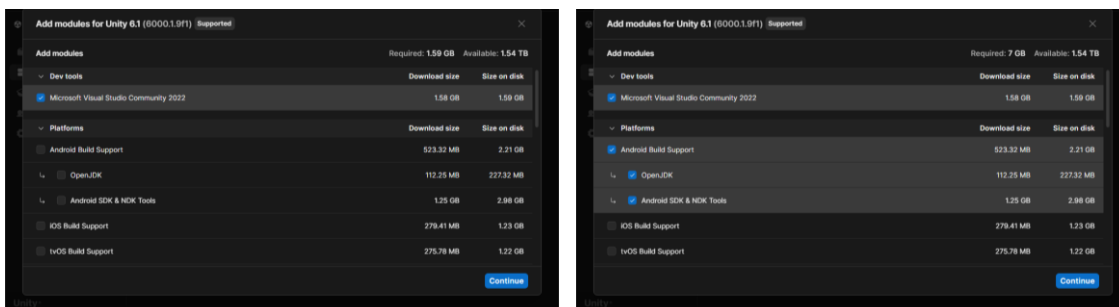 Add modules for Unity 6.1 (6000.1.9f1) Supported
Add modules Required: 1.59 GB Available: 1.54 TB
Dev tools Download size Size on disk
Microsoft Visual Studio Community 2022 1.58 GB 1.59 GB
Platforms Download size Size on disk
Android Build Support 523.32 MB 2.21 GB
OpenJDK 112.25 MB 227.32 MB
Android SDK & NDK Tools 1.25 GB 2.98 GB
iOS Build Support 279.41 MB 1.23 GB
tvOS Build Support 275.78 MB 1.22 GB
Continue
Unity
Add modules for Unity 6.1 (6000.1.9f1) Supported
Add modules Required: 7 GB Available: 1.54 TB
Dev tools Download size Size on disk
Microsoft Visual Studio Community 2022 1.58 GB 1.59 GB
Platforms Download size Size on disk
Android Build Support 523.32 MB 2.21 GB
OpenJDK 112.25 MB 227.32 MB
Android SDK & NDK Tools 1.25 GB 2.98 GB
iOS Build Support 279.41 MB 1.23 GB
tvOS Build Support 275.78 MB 1.22 GB
Continue
Unity